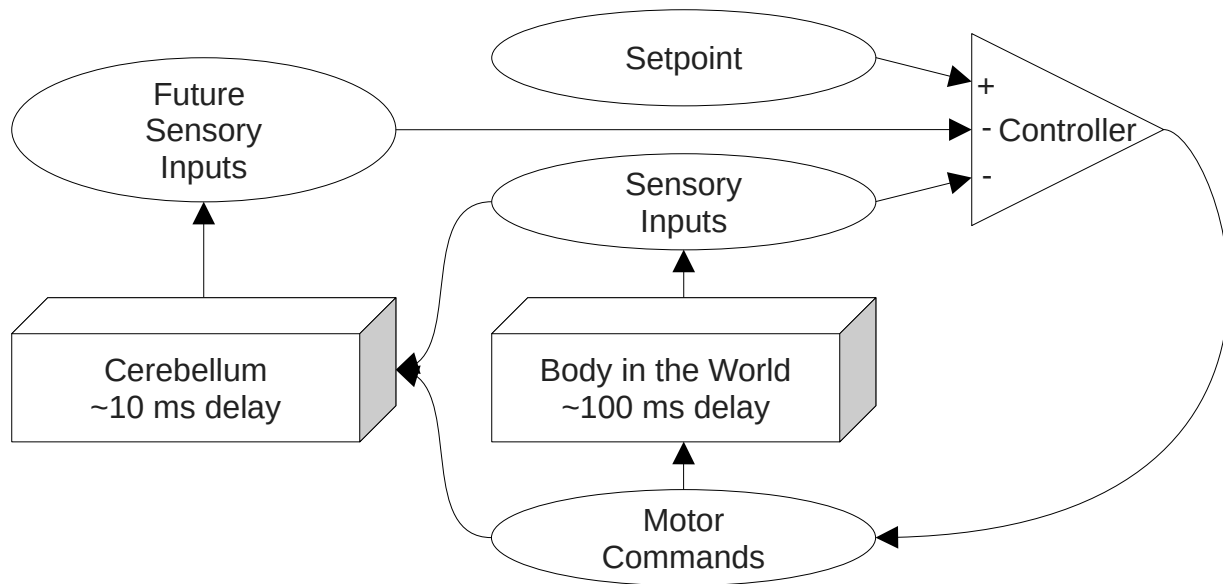 Setpoint
Future
Sensory
Inputs
+
-
Controller
-
Sensory
Inputs
Cerebellum
~10 ms delay
Body in the World
~100 ms delay
Motor
Commands